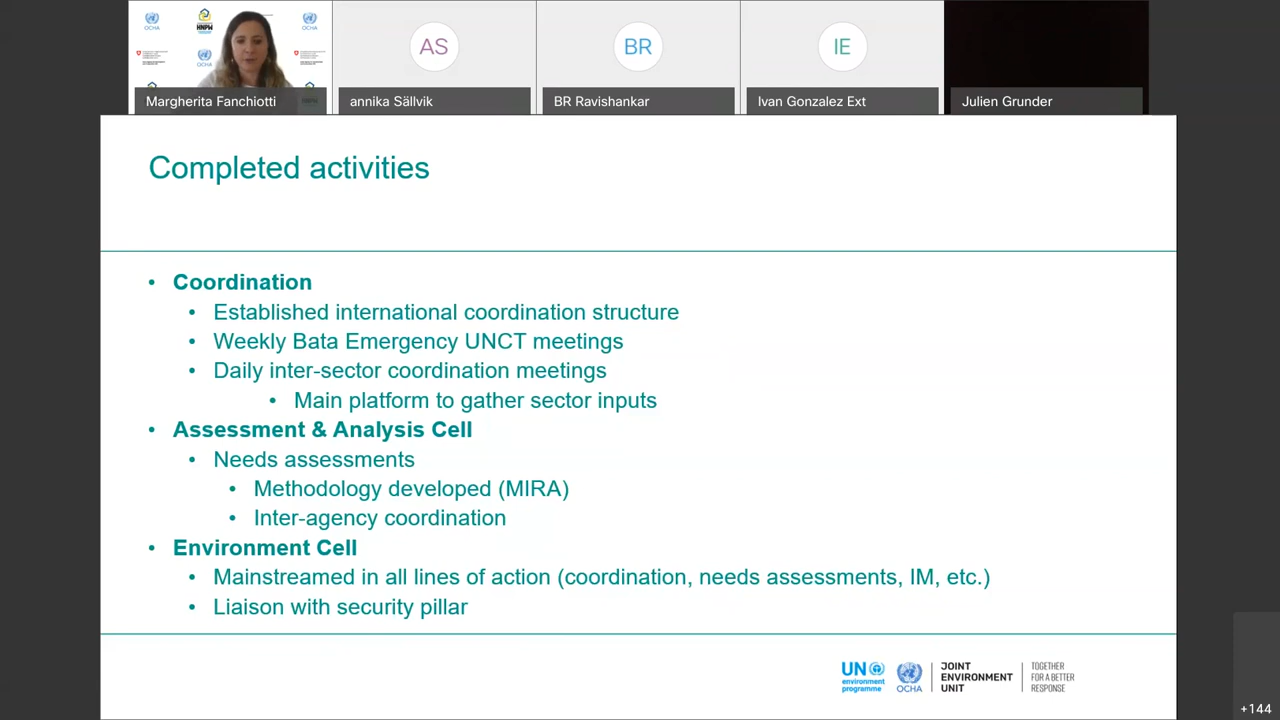 OCHA
HNPW
OCHA
OCHA
AS
BR
IE
Margherita Fanchiotti
annika Sällvik
BR Ravishankar
Ivan Gonzalez Ext
Julien Grunder
Completed activities
• Coordination
• Established international coordination structure
• Weekly Bata Emergency UNCT meetings
• Daily inter-sector coordination meetings
• Main platform to gather sector inputs
• Assessment & Analysis Cell
• Needs assessments
• Methodology developed (MIRA)
• Inter-agency coordination
• Environment Cell
• Mainstreamed in all lines of action (coordination, needs assessments, IM, etc.)
• Liaison with security pillar
UN
environment
programme
OCHA
JOINT
ENVIRONMENT
UNIT
TOGETHER
FOR A BETTER
RESPONSE
+144